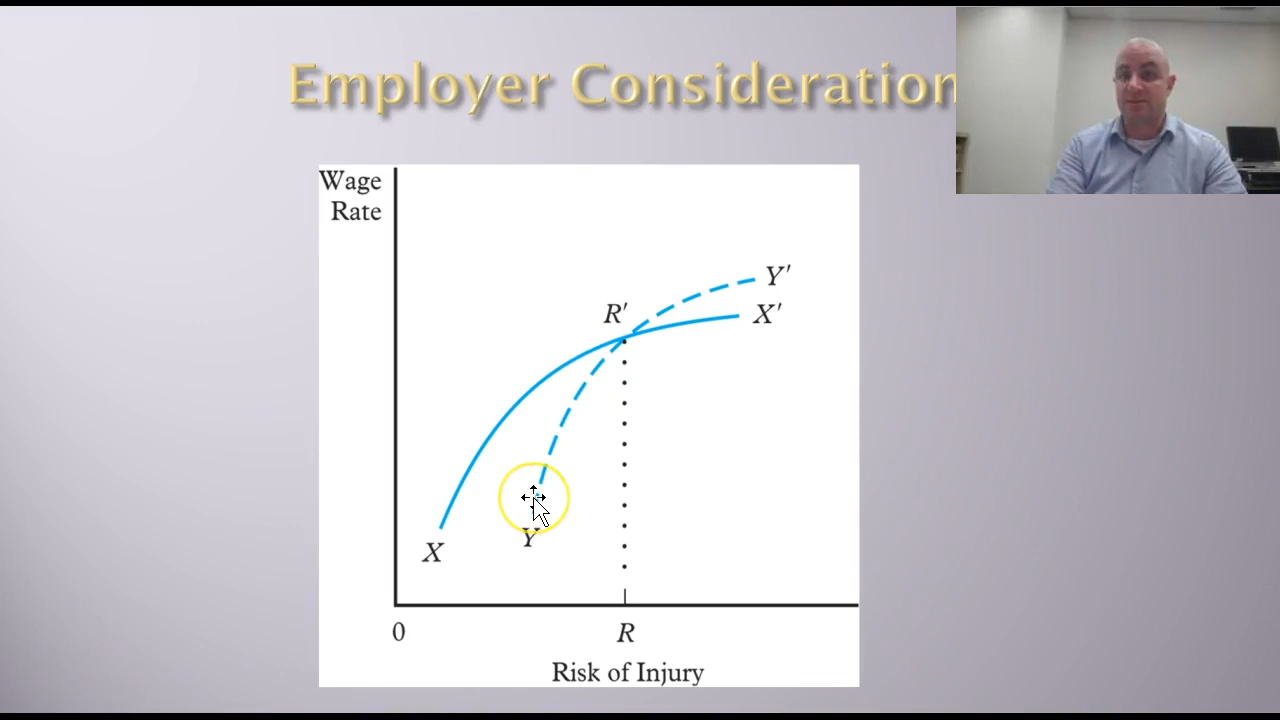 Employer Consideration
Wage
Rate
Y′
R′
X′
Y
X
0
R
Risk of Injury